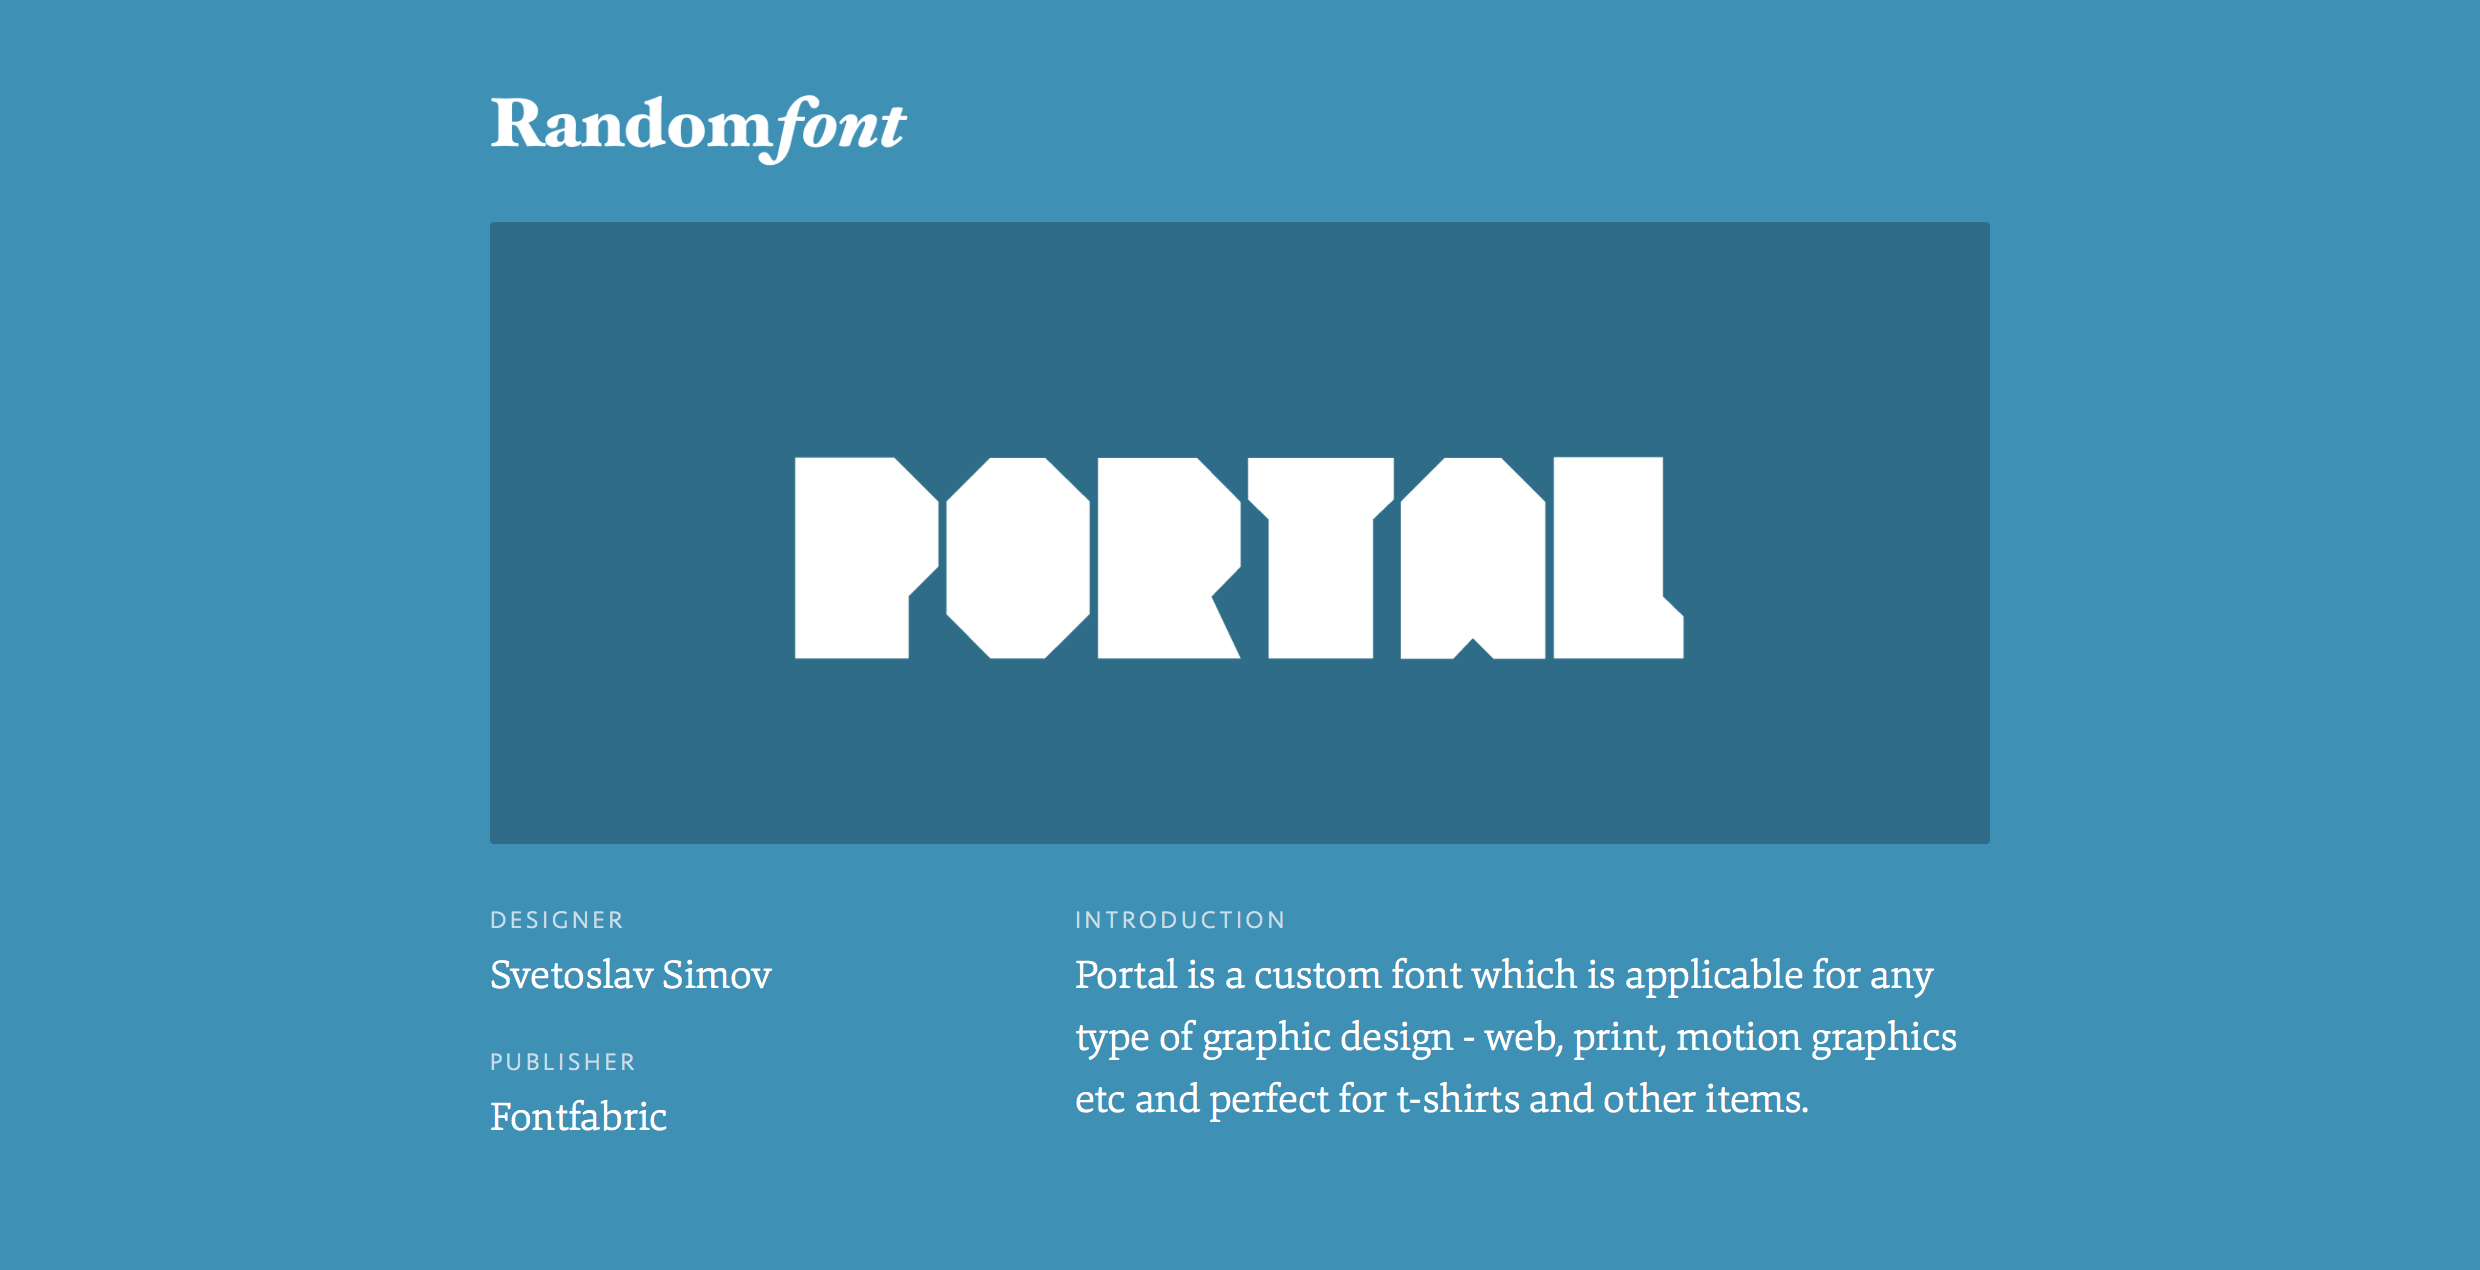 Randomfont
PORTAL
DESIGNER
Svetoslav Simov
PUBLISHER
Fontfabric
INTRODUCTION
Portal is a custom font which is applicable for any
type of graphic design - web, print, motion graphics
etc and perfect for t-shirts and other items.